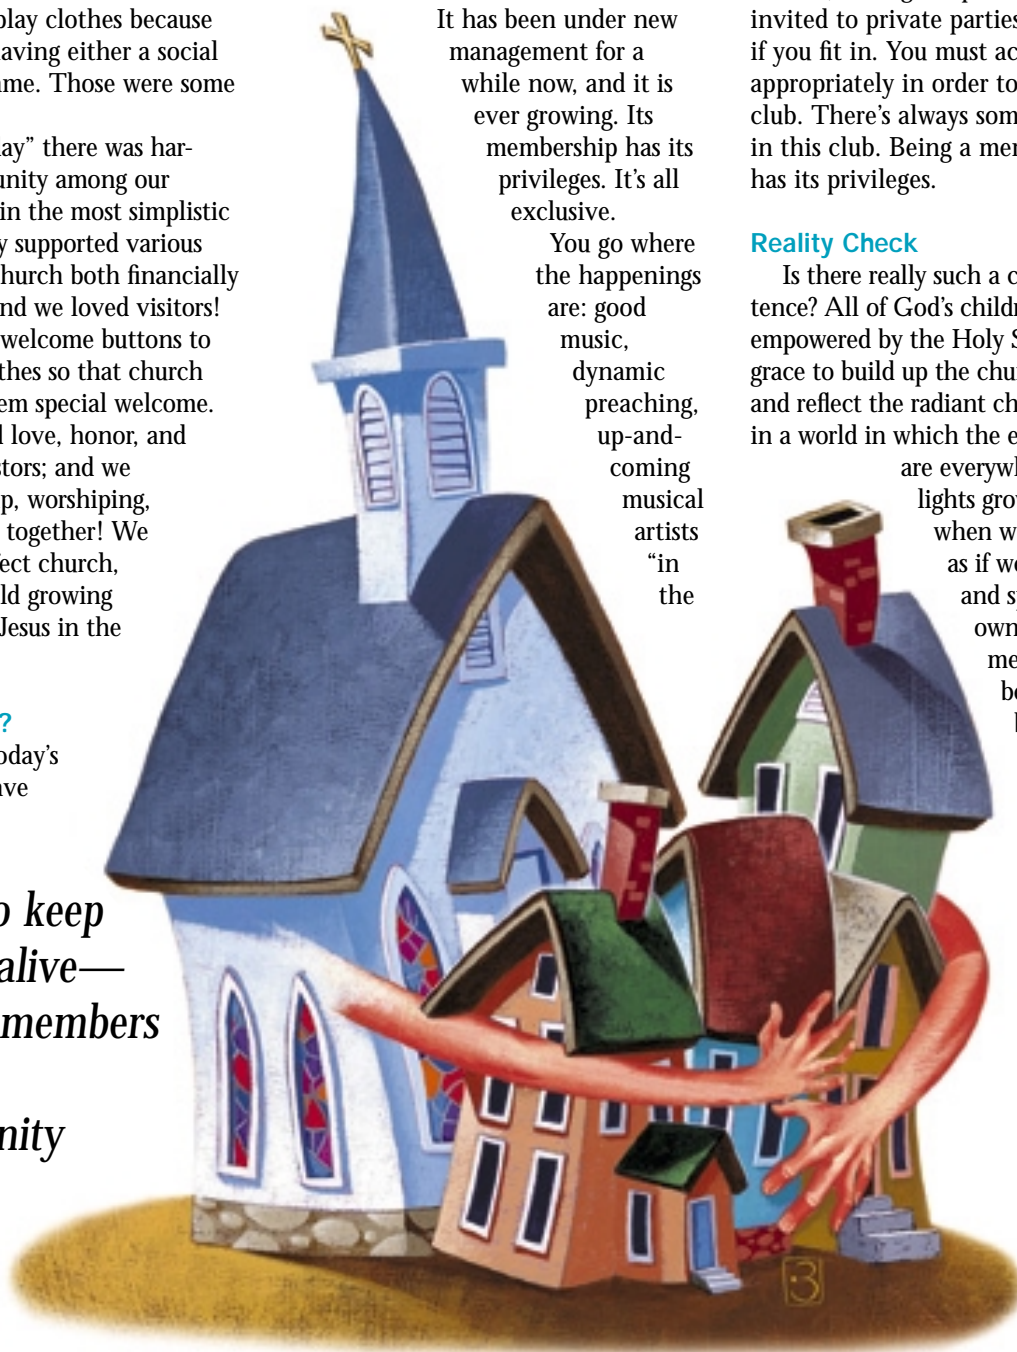 play clothes because
aving either a social
me. Those were some
ay” there was har-
unity among our
in the most simplistic
y supported various
hurch both financially
nd we loved visitors!
welcome buttons to
thes so that church
em special welcome.
l love, honor, and
stors; and we
p, worshiping,
together! We
ect church,
ld growing
Jesus in the
?
oday’s
ave
o keep
alive—
members
nity
It has been under new
management for a
while now, and it is
ever growing. Its
membership has its
privileges. It’s all
exclusive.
You go where
the happenings
are: good
music,
dynamic
preaching,
up-and-
coming
musical
artists
“in
the
invited to private parties
if you fit in. You must ac
appropriately in order to
club. There’s always som
in this club. Being a mem
has its privileges.
Reality Check
Is there really such a c
tence? All of God’s childr
empowered by the Holy S
grace to build up the chur
and reflect the radiant ch
in a world in which the e
are everywh
lights grow
when w
as if we
and s
own
me
be
3